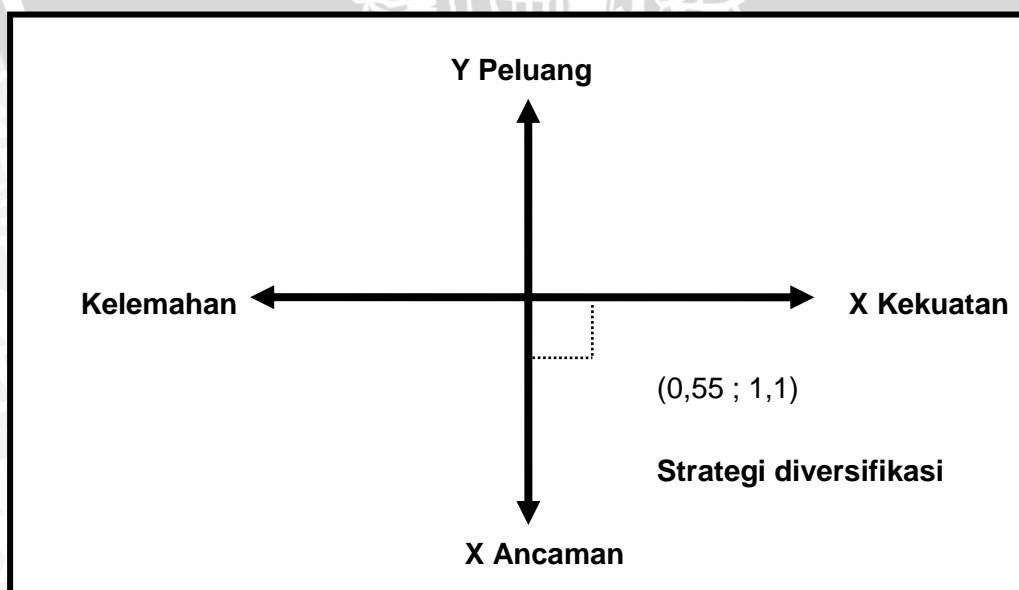 Y Peluang
Kelemahan
X Kekuatan
(0,55 ; 1,1)
Strategi diversifikasi
X Ancaman